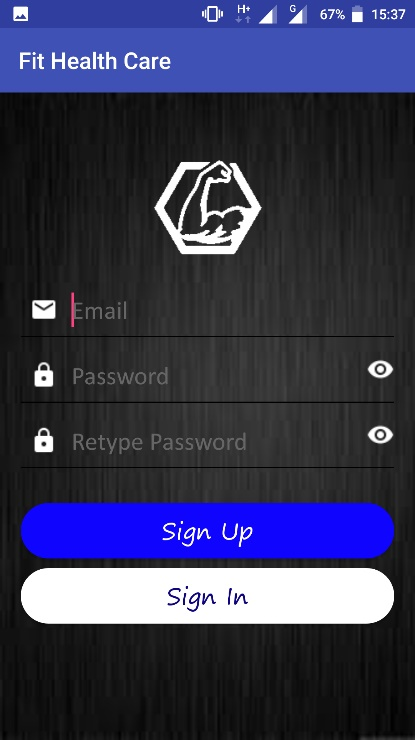 H+ G 67% 15:37
Fit Health Care
Email
Password
Retype Password
Sign Up
Sign In